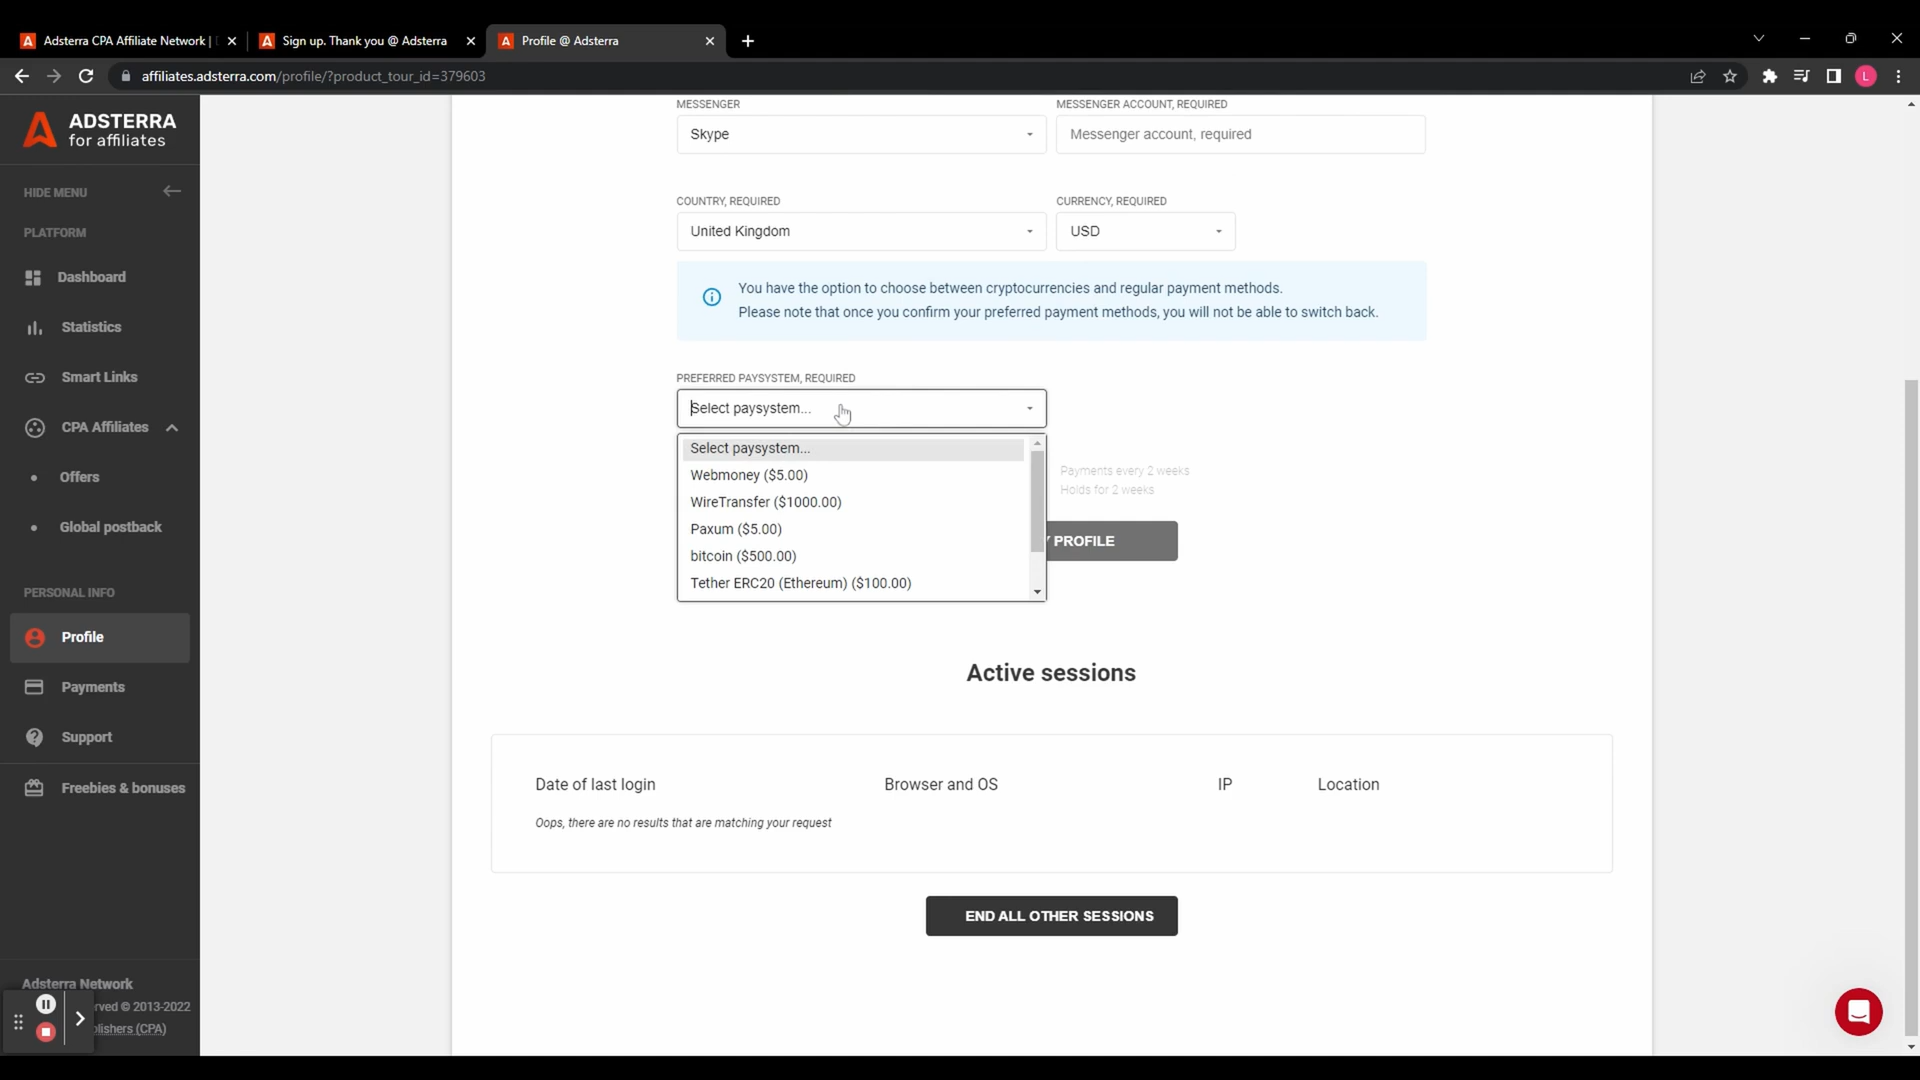 Adsterra CPA Affiliate Network |
Sign up. Thank you @ Adsterra
Profile @ Adsterra
affiliates.adsterra.com/profile/?product_tour_id=379603
L
ADSTERRA
for affiliates
HIDE MENU
PLATFORM
Dashboard
Statistics
Smart Links
CPA Affiliates
Offers
Global postback
PERSONAL INFO
Profile
Payments
Support
Freebies & bonuses
Adsterra Network
rved © 2013-2022
blishers (CPA)
MESSENGER
Skype
MESSENGER ACCOUNT, REQUIRED
Messenger account, required
COUNTRY, REQUIRED
United Kingdom
CURRENCY, REQUIRED
USD
You have the option to choose between cryptocurrencies and regular payment methods.
Please note that once you confirm your preferred payment methods, you will not be able to switch back.
PREFERRED PAYSYSTEM, REQUIRED
Select paysystem...
Select paysystem...
Webmoney ($5.00)
WireTransfer ($1000.00)
Paxum ($5.00)
bitcoin ($500.00)
Tether ERC20 (Ethereum) ($100.00)
Payments every 2 weeks
Holds for 2 weeks
Y PROFILE
Active sessions
Date of last login
Browser and OS
IP
Location
Oops, there are no results that are matching your request
END ALL OTHER SESSIONS